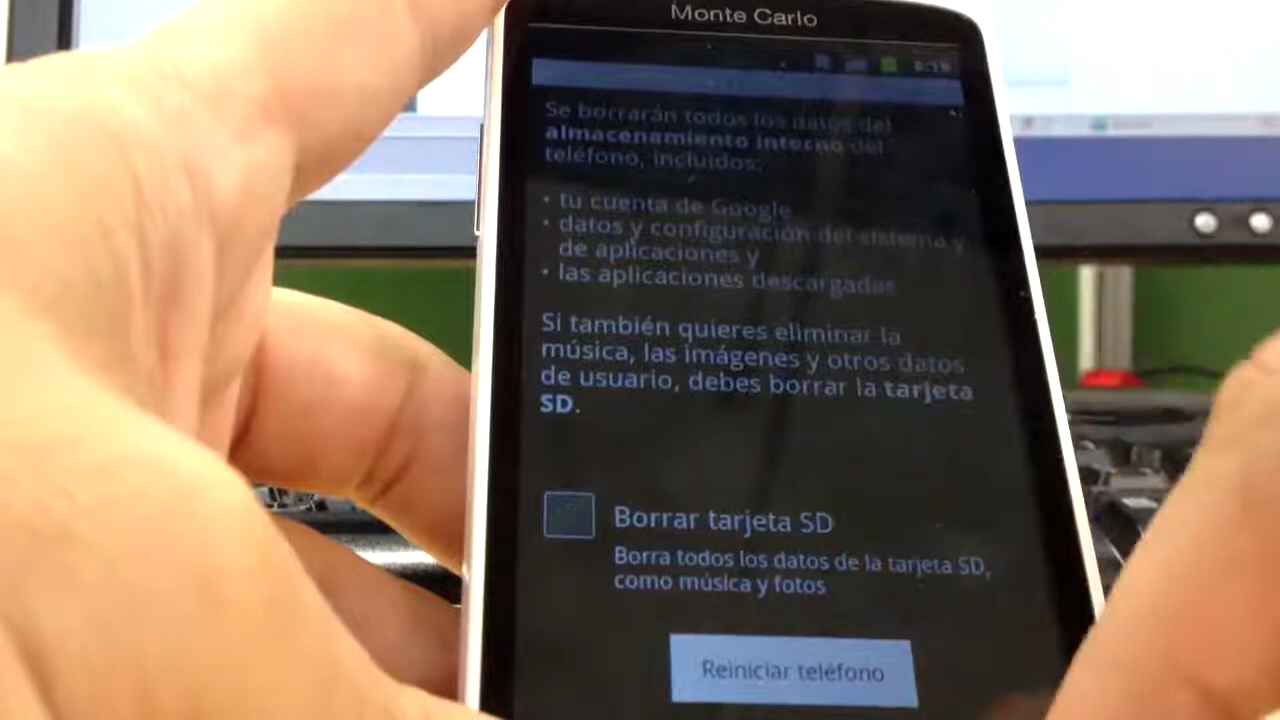 Monte Carlo
8:19
Se borrarán todos los datos del
almacenamiento interno del
teléfono, incluidos:
• tu cuenta de Google
• datos y configuración del sistema y
de aplicaciones y
• las aplicaciones descargadas
Si también quieres eliminar la
música, las imágenes y otros datos
de usuario, debes borrar la tarjeta
SD.
Borrar tarjeta SD
Borra todos los datos de la tarjeta SD,
como música y fotos
Reiniciar teléfono